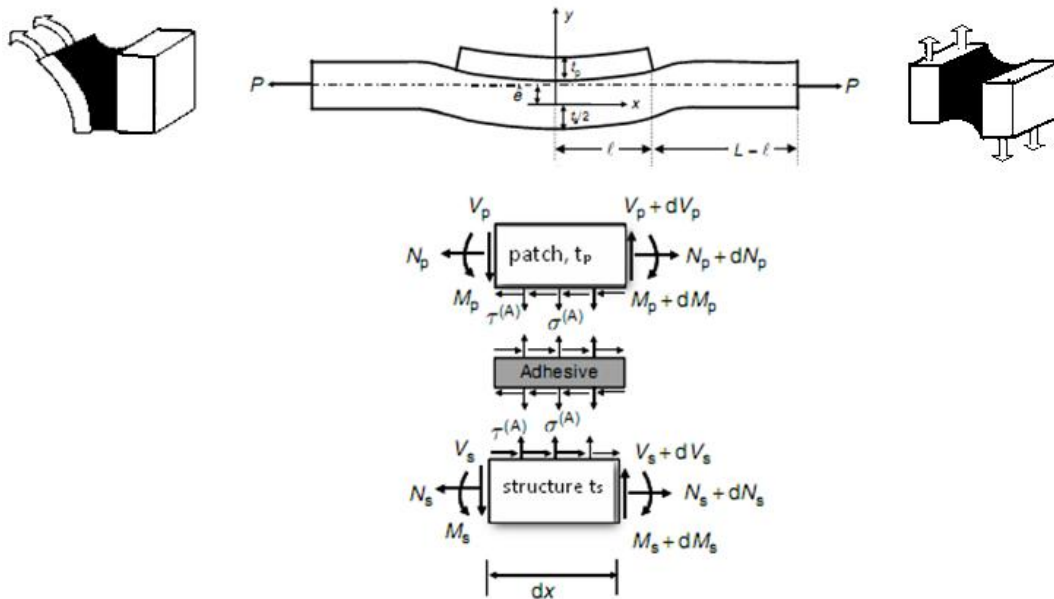 y
t_p
P e x P
t_s/2
ℓ L – ℓ
V_p V_p + dV_p
N_p patch, t_p N_p + dN_p
M_p M_p + dM_p
τ^(A) σ^(A)
Adhesive
τ^(A) σ^(A)
V_s V_s + dV_s
N_s structure t_s N_s + dN_s
M_s M_s + dM_s
dx